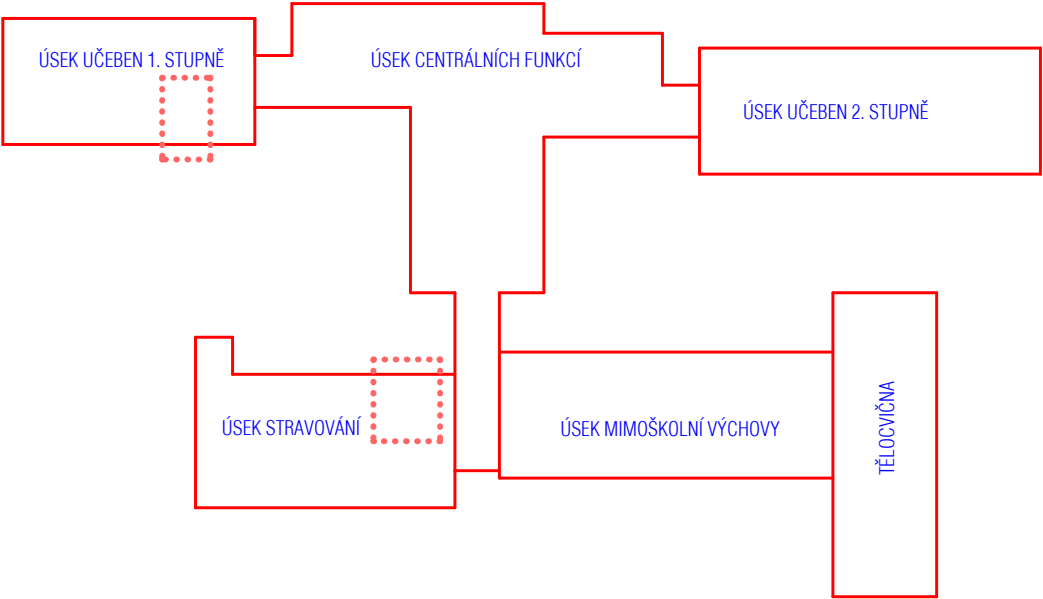 ÚSEK UČEBEN 1. STUPNĚ
ÚSEK CENTRÁLNÍCH FUNKCÍ
ÚSEK UČEBEN 2. STUPNĚ
ÚSEK STRAVOVÁNÍ
ÚSEK MIMOŠKOLNÍ VÝCHOVY
TĚLOCVIČNA